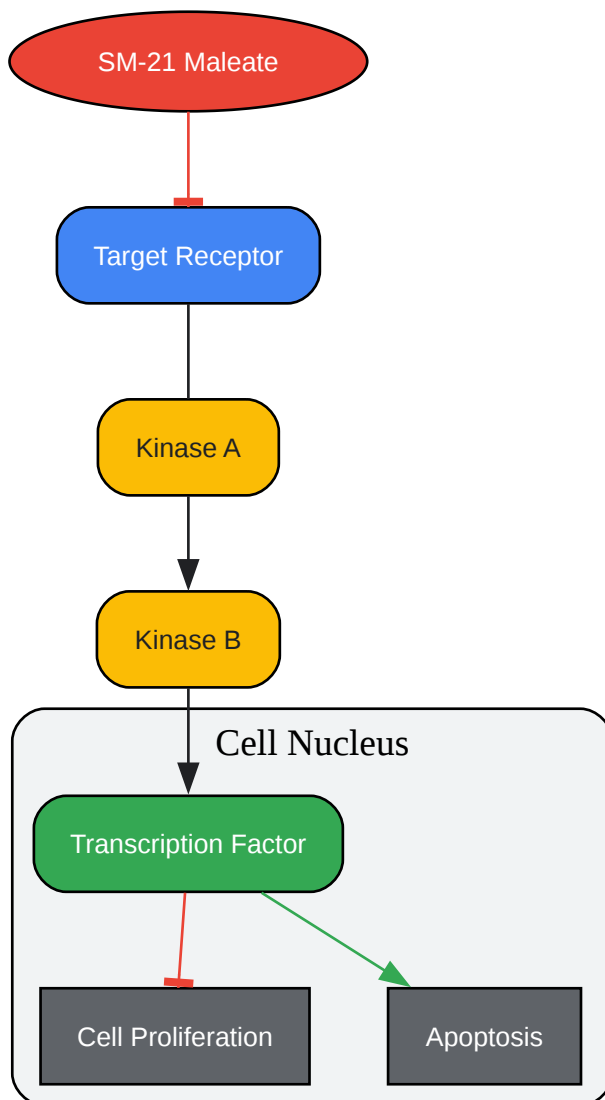 SM-21 Maleate
Target Receptor
Kinase A
Kinase B
Cell Nucleus
Transcription Factor
Cell Proliferation
Apoptosis